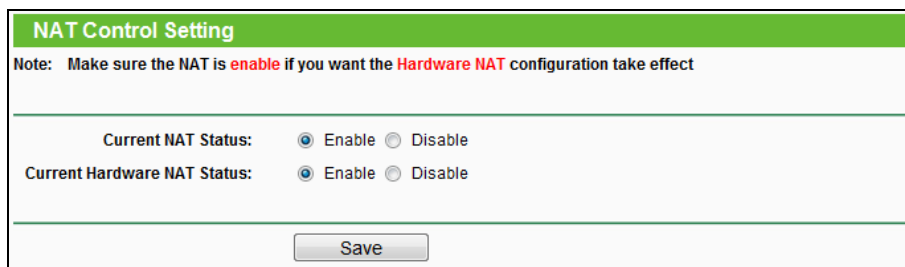 NAT Control Setting
Note: Make sure the NAT is enable if you want the Hardware NAT configuration take effect
Current NAT Status: Enable Disable
Current Hardware NAT Status: Enable Disable
Save